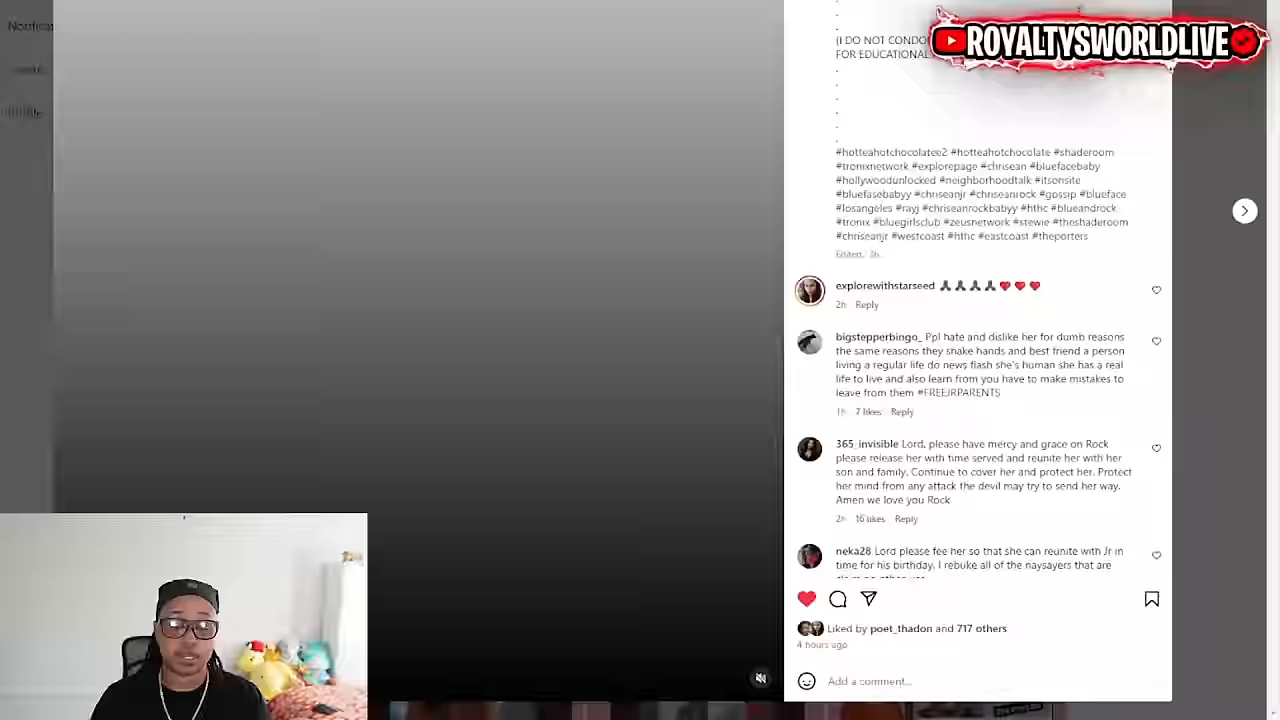 ROYALTYSWORLDLIVE
(I DO NOT CONDO
FOR EDUCATIONAL
#hotteahotchocolatee2 #hotteahotchocolate #shaderoom
#tronixnetwork #explorepage #chrisean #bluefacebaby
#hollywoodunlocked #neighborhoodtalk #itsonsite
#bluefasebabyy #chriseanjr #chriseanrock #gossip #blueface
#losangeles #rayj #chriseanrockbabyy #hthc #blueandrock
#tronix #bluegirlsclub #zeusnetwork #stewie #theshaderoom
#chriseanjr #westcoast #hthc #eastcoast #theporters
Edited
explorewithstarseed
2h Reply
bigstepperbingo_ Ppl hate and dislike her for dumb reasons
the same reasons they shake hands and best friend a person
living a regular life do news flash she's human she has a real
life to live and also learn from you have to make mistakes to
leave from them #FREEJRPARENTS
1h 7 likes Reply
365_invisible Lord, please have mercy and grace on Rock
please release her with time served and reunite her with her
son and family. Continue to cover her and protect her. Protect
her mind from any attack the devil may try to send her way.
Amen we love you Rock
2h 16 likes Reply
neka28 Lord please fee her so that she can reunite with Jr in
time for his birthday. I rebuke all of the naysayers that are
Liked by poet_thadon and 717 others
4 hours ago
Add a comment...